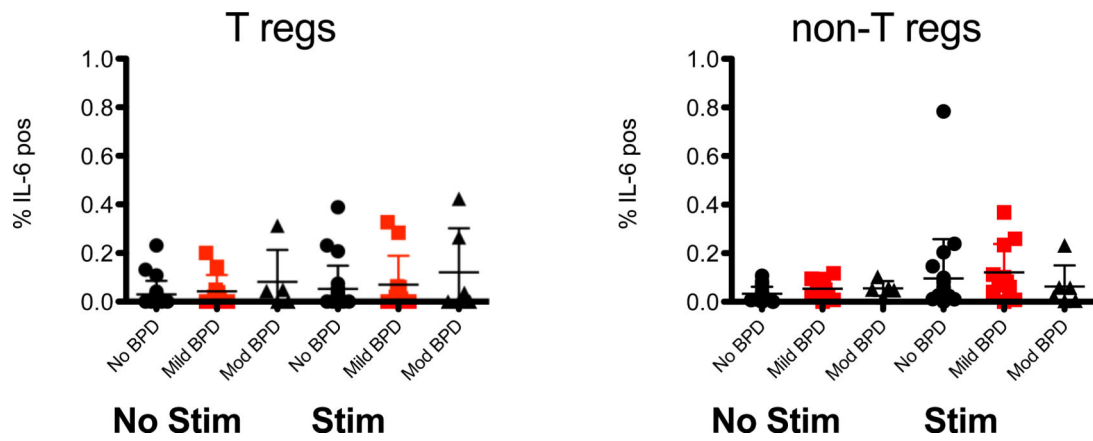 T regs
% IL-6 pos
1.0
0.8
0.6
0.4
0.2
0.0
No BPD
Mild BPD
Mod BPD
No BPD
Mild BPD
Mod BPD
No Stim
Stim
non-T regs
% IL-6 pos
1.0
0.8
0.6
0.4
0.2
0.0
No BPD
Mild BPD
Mod BPD
No BPD
Mild BPD
Mod BPD
No Stim
Stim